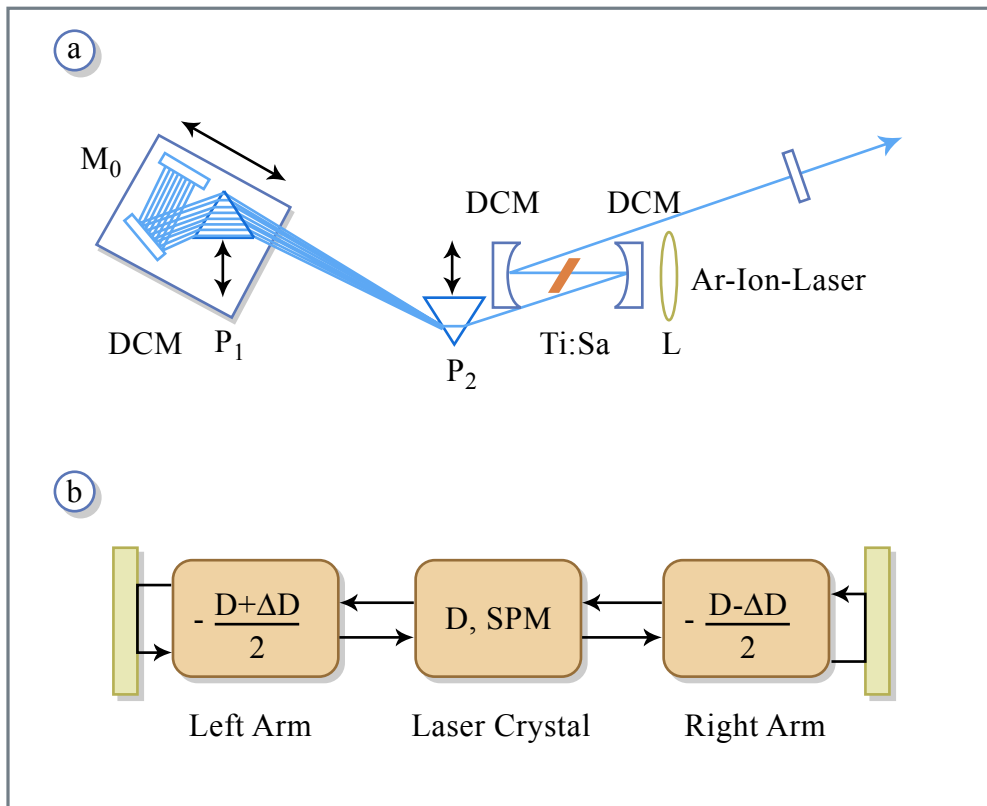 a
M0
DCM
DCM
Ar-Ion-Laser
DCM
P1
Ti:Sa
L
P2
b
- D+ΔD
2
D, SPM
- D-ΔD
2
Left Arm
Laser Crystal
Right Arm